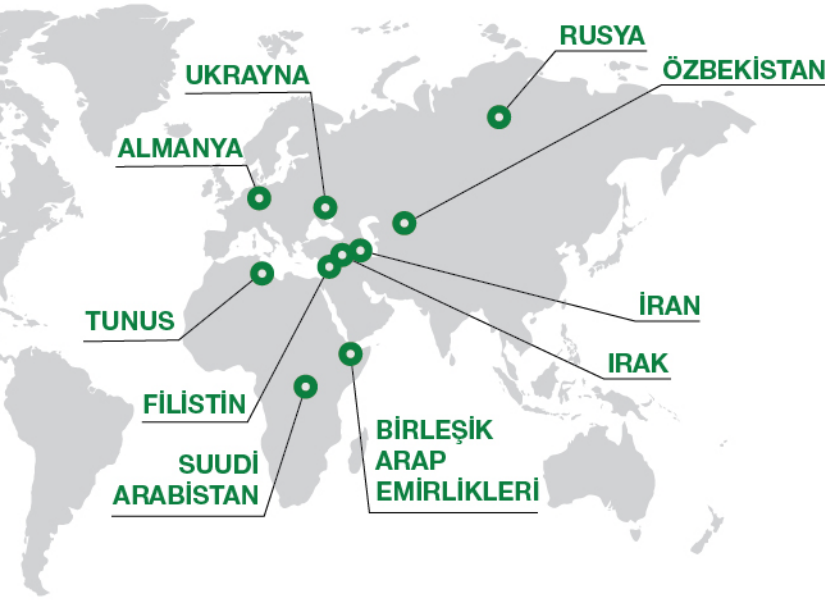 RUSYA
ÖZBEKİSTAN
UKRAYNA
ALMANYA
TUNUS
İRAN
IRAK
FİLİSTİN
BİRLEŞİK
ARAP
EMİRLİKLERİ
SUUDİ
ARABİSTAN